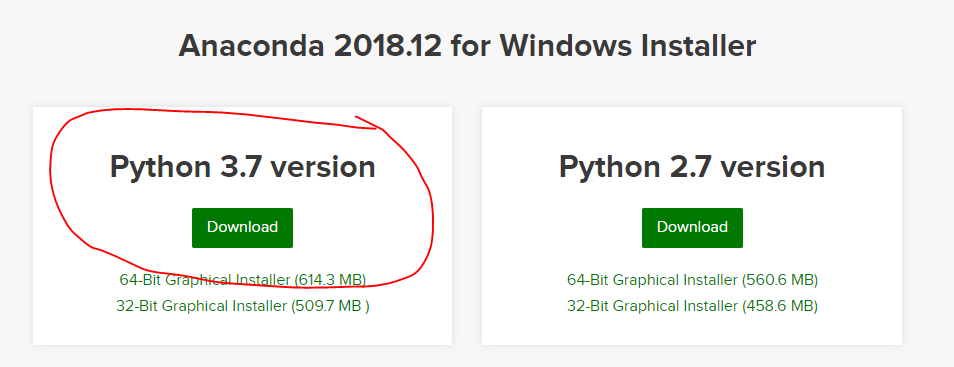 Anaconda 2018.12 for Windows Installer
Python 3.7 version
Download
64-Bit Graphical Installer (614.3 MB)
32-Bit Graphical Installer (509.7 MB )
Python 2.7 version
Download
64-Bit Graphical Installer (560.6 MB)
32-Bit Graphical Installer (458.6 MB)